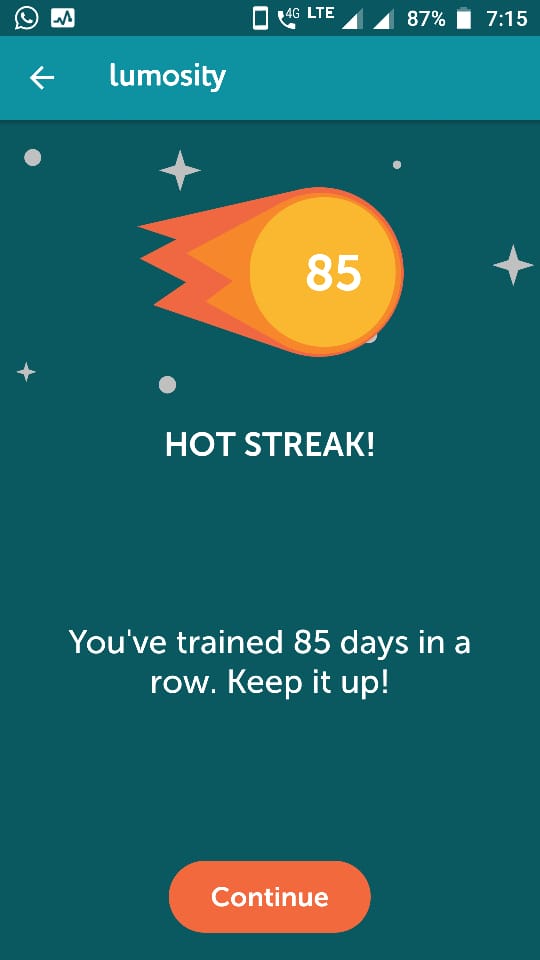 4G LTE 87% 7:15
lumosity
85
HOT STREAK!
You've trained 85 days in a
row. Keep it up!
Continue